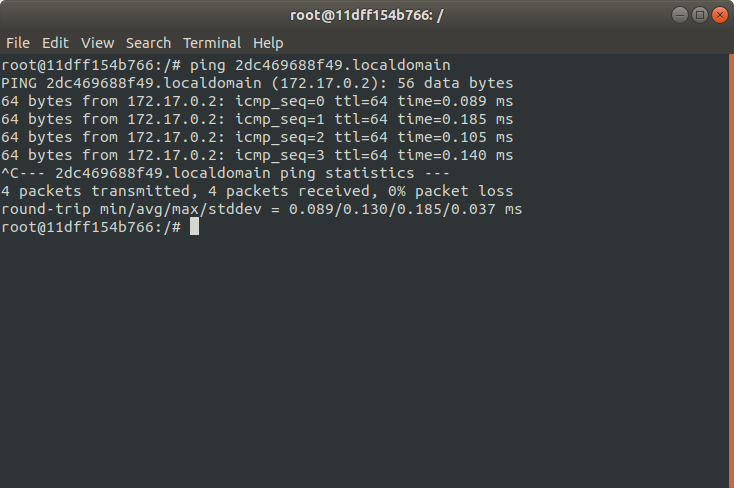 root@11dff154b766: /
File Edit View Search Terminal Help
root@11dff154b766:/# ping 2dc469688f49.localdomain
PING 2dc469688f49.localdomain (172.17.0.2): 56 data bytes
64 bytes from 172.17.0.2: icmp_seq=0 ttl=64 time=0.089 ms
64 bytes from 172.17.0.2: icmp_seq=1 ttl=64 time=0.185 ms
64 bytes from 172.17.0.2: icmp_seq=2 ttl=64 time=0.105 ms
64 bytes from 172.17.0.2: icmp_seq=3 ttl=64 time=0.140 ms
^C--- 2dc469688f49.localdomain ping statistics ---
4 packets transmitted, 4 packets received, 0% packet loss
round-trip min/avg/max/stddev = 0.089/0.130/0.185/0.037 ms
root@11dff154b766:/#